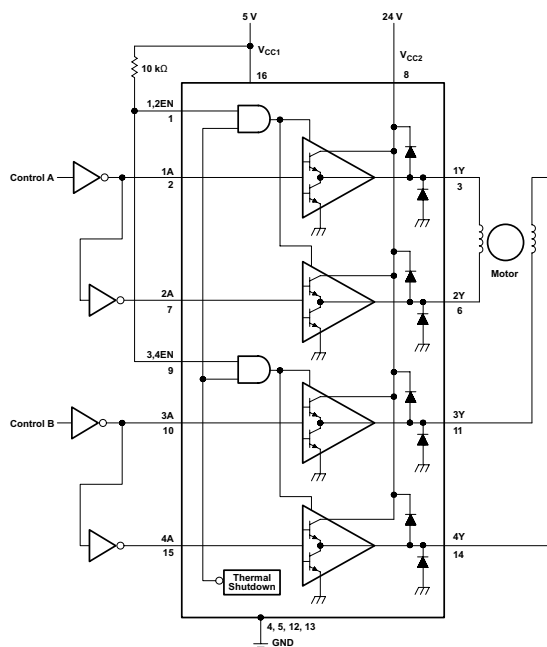 5 V
24 V
10 kΩ
VCC1
VCC2
16
8
1,2EN
1
Control A
1A
2
1Y
3
Motor
2A
7
2Y
6
3,4EN
9
Control B
3A
10
3Y
11
4A
15
4Y
14
Thermal
Shutdown
4, 5, 12, 13
GND